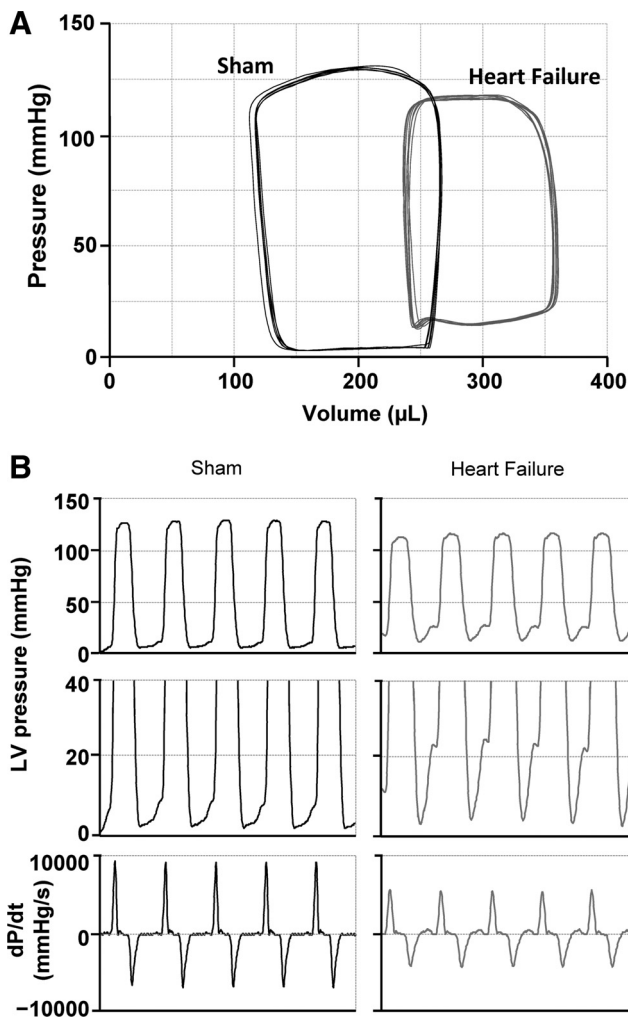 A
Pressure (mmHg)
150
100
50
0
Sham
Heart Failure
0 100 200 300 400
Volume (µL)
B
Sham Heart Failure
LV pressure (mmHg)
150
100
50
0
40
20
0
dP/dt
(mmHg/s)
10000
0
−10000